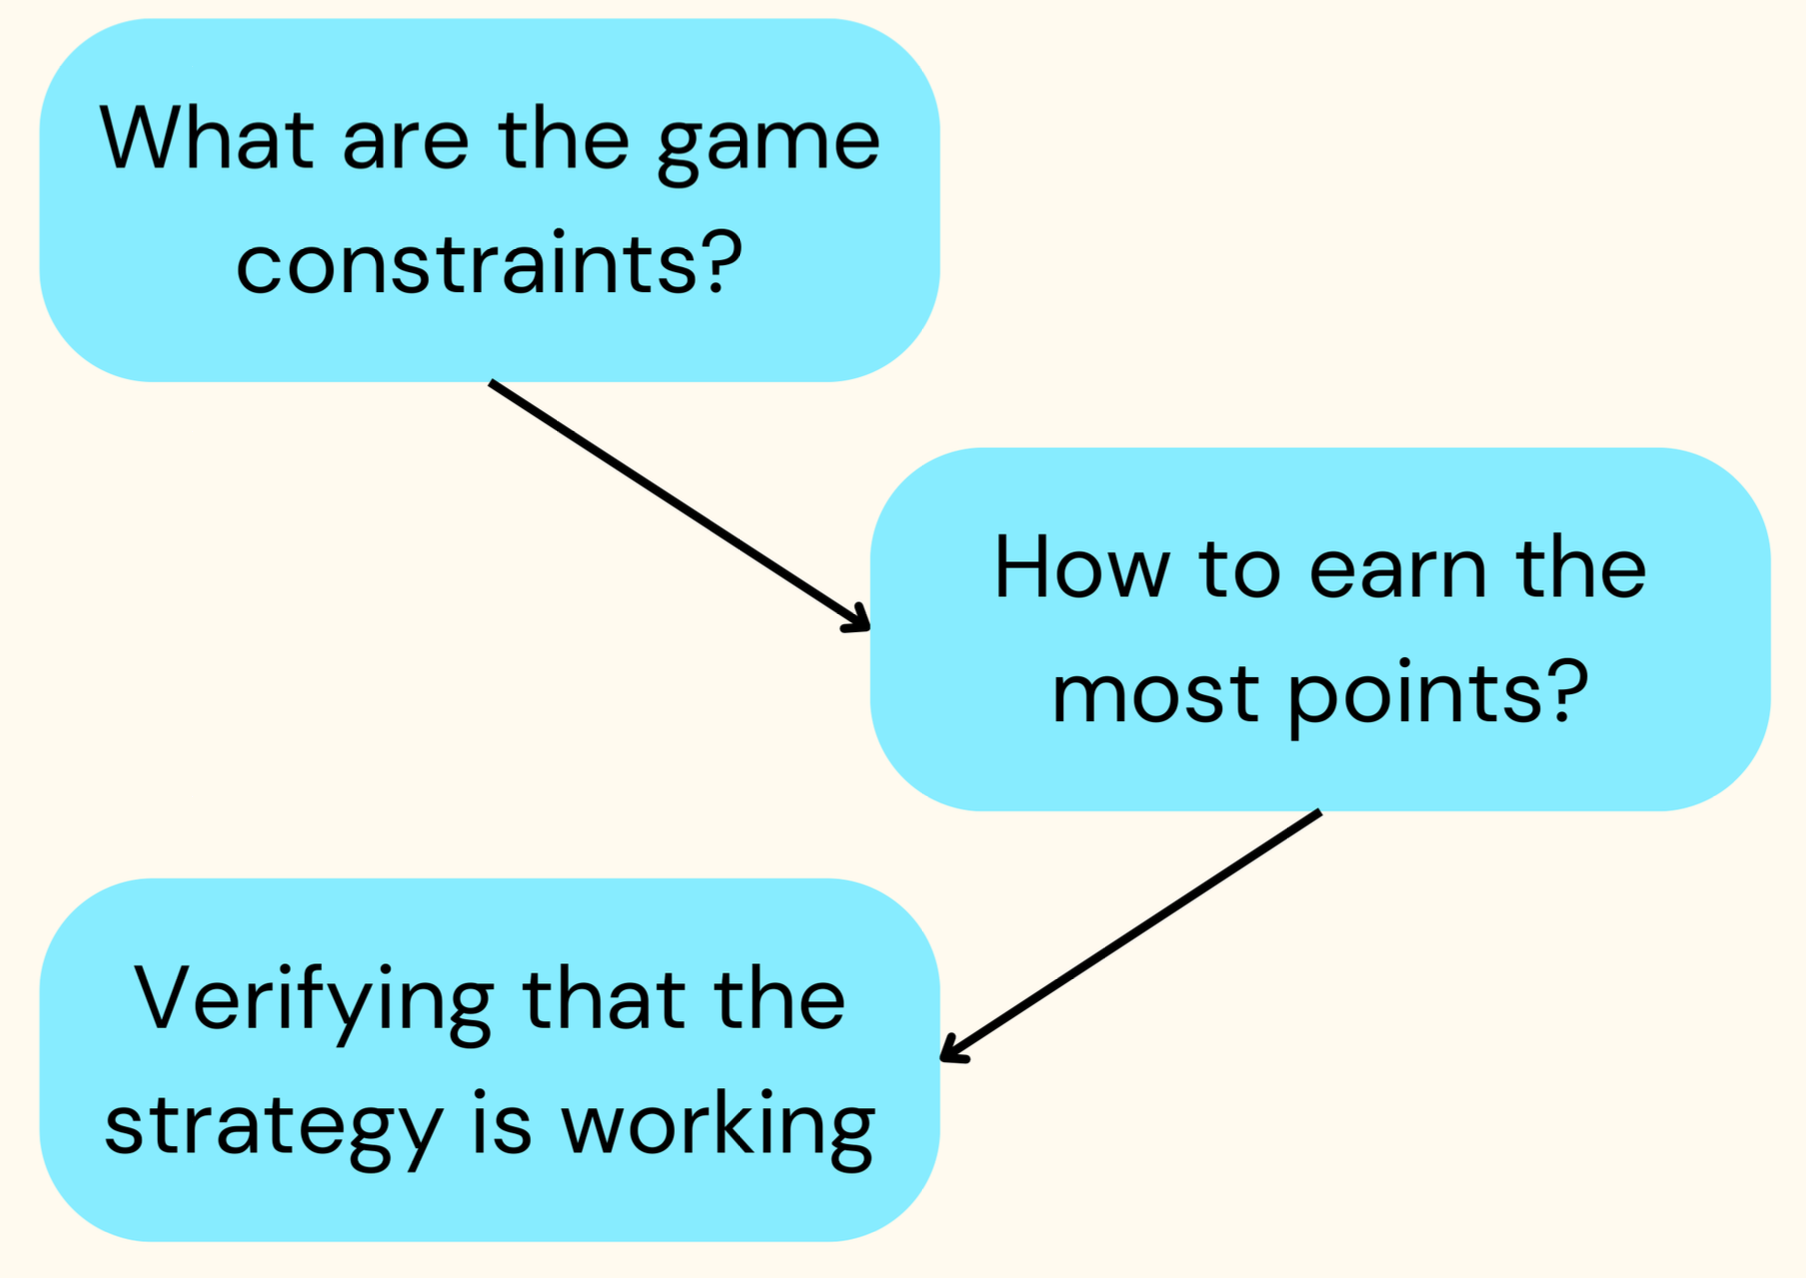 What are the game
constraints?
How to earn the
most points?
Verifying that the
strategy is working